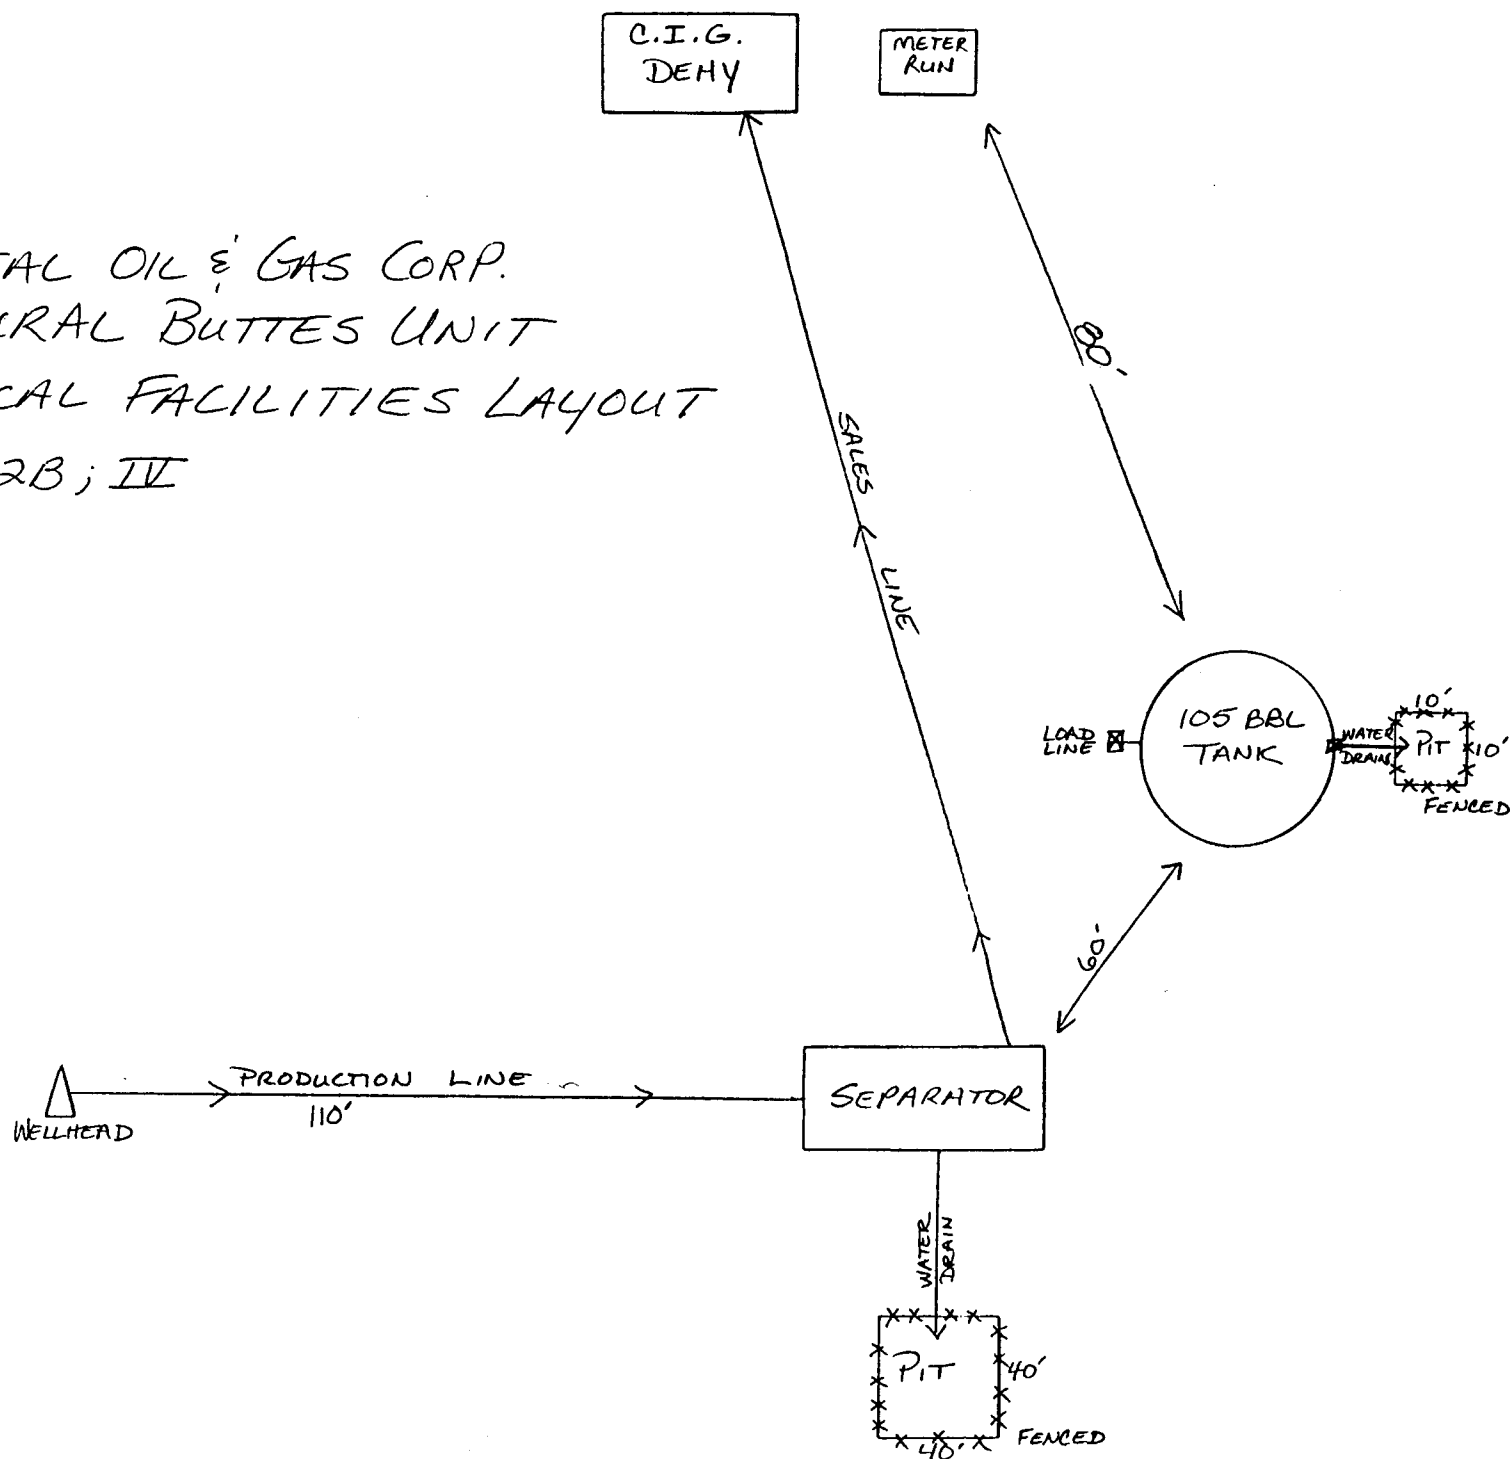 C.I.G.
DEHY
METER
RUN
TAL OIL & GAS CORP.
RAL BUTTES UNIT
CAL FACILITIES LAYOUT
2B; IV
80'
SALES LINE
105 BBL
TANK
LOAD
LINE
WATER
DRAIN
PIT
10'
10'
FENCED
60'
PRODUCTION LINE
110'
WELLHEAD
SEPARATOR
WATER
DRAIN
PIT
40'
40'
FENCED